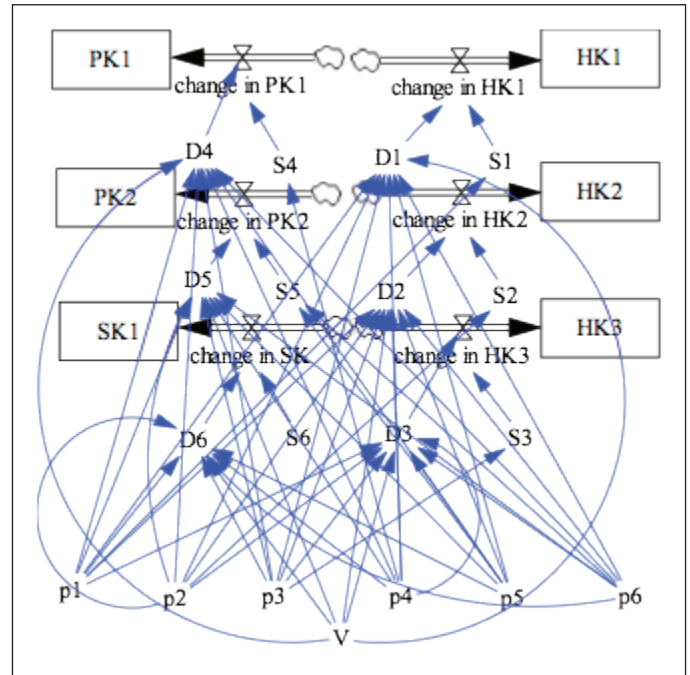 PK1
HK1
change in PK1
change in HK1
D4
S4
D1
S1
PK2
HK2
change in PK2
change in HK2
D5
S5
D2
S2
SK1
HK3
change in SK
change in HK3
D6
S6
D3
S3
p1
p2
p3
p4
p5
p6
V